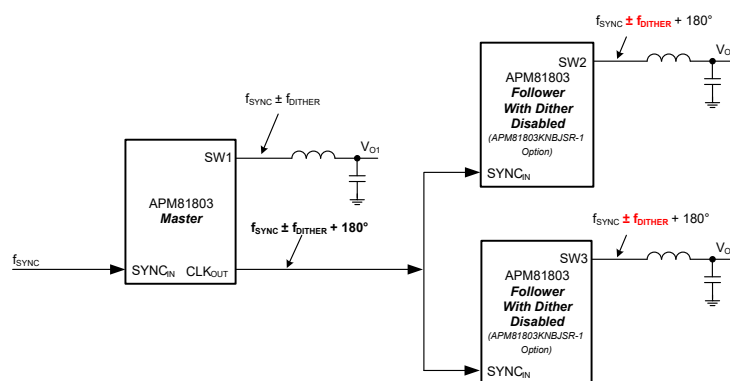 fSYNC ± fDITHER + 180°
SW2
VO
APM81803
Follower
With Dither
Disabled
(APM81803KNBJSR-1
Option)
SYNCIN
fSYNC ± fDITHER
SW1
VO1
APM81803
Master
fSYNC ± fDITHER + 180°
fSYNC
SYNCIN
CLKOUT
fSYNC ± fDITHER + 180°
SW3
VO
APM81803
Follower
With Dither
Disabled
(APM81803KNBJSR-1
Option)
SYNCIN